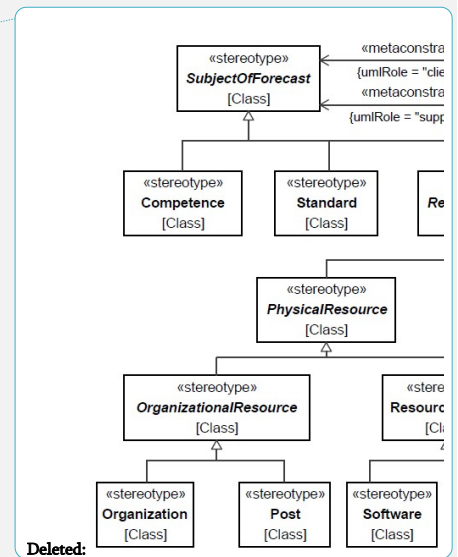 «stereotype»
SubjectOfForecast
[Class]
«metaconstra
{umlRole = "clie
«metaconstra
{umlRole = "supp
«stereotype»
Competence
[Class]
«stereotype»
Standard
[Class]
Re
«stereotype»
PhysicalResource
[Class]
«stereotype»
OrganizationalResource
[Class]
«stere
Resourc
[Cla
«stereotype»
Organization
[Class]
«stereotype»
Post
[Class]
«stereotype»
Software
[Class]
Deleted: